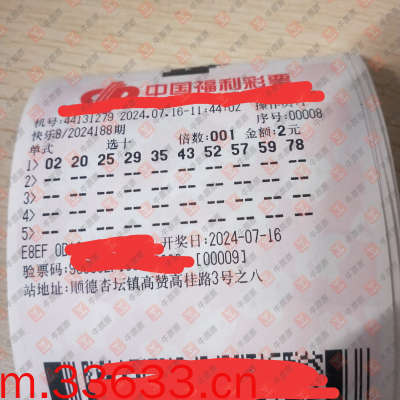 中国福利彩票
机号:44131279 2024.07.16-11:44:02
序号:00008
快乐8/2024188期
单式 选十 倍数:001 金额:2元
1> 02 20 25 29 35 43 52 57 59 78
2> -- -- -- -- -- -- -- -- -- --
3> -- -- -- -- -- -- -- -- -- --
4> -- -- -- -- -- -- -- -- -- --
5> -- -- -- -- -- -- -- -- -- --
E8EF 开奖日:2024-07-16
验票码: [00009]
站地址:顺德杏坛镇高赞高桂路3号之八
m.33633.cn